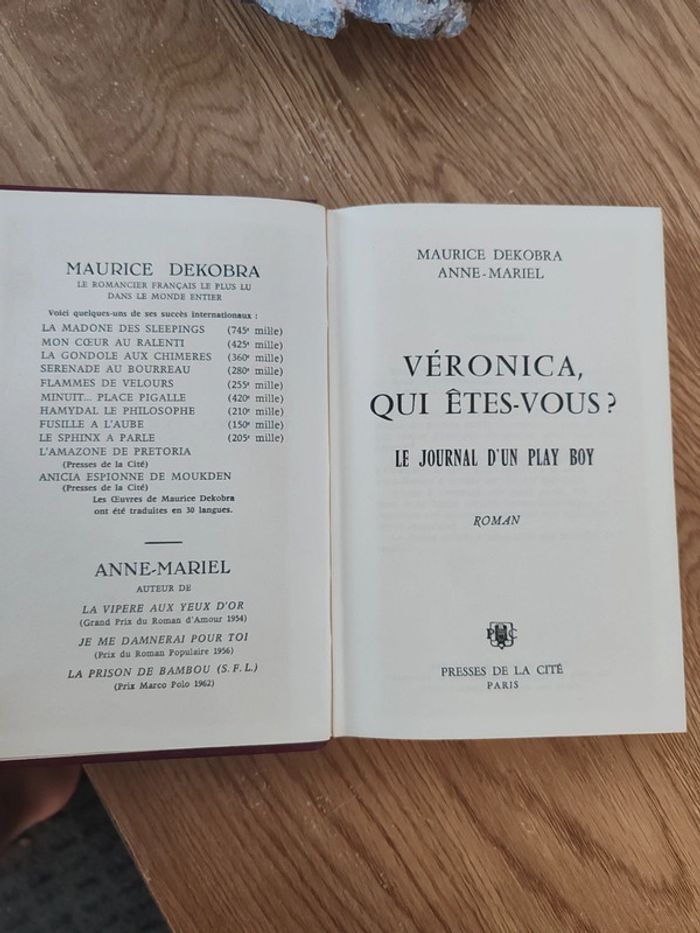 MAURICE DEKOBRA
LE ROMANCIER FRANÇAIS LE PLUS LU
DANS LE MONDE ENTIER
Voici quelques-uns de ses succès internationaux :
LA MADONE DES SLEEPINGS (745e mille)
MON CŒUR AU RALENTI (425e mille)
LA GONDOLE AUX CHIMERES (360e mille)
SERENADE AU BOURREAU (280e mille)
FLAMMES DE VELOURS (255e mille)
MINUIT... PLACE PIGALLE (420e mille)
HAMYDAL LE PHILOSOPHE (210e mille)
FUSILLE A L'AUBE (150e mille)
LE SPHINX A PARLE (205e mille)
L'AMAZONE DE PRETORIA
(Presses de la Cité)
ANICIA ESPIONNE DE MOUKDEN
(Presses de la Cité)
Les Œuvres de Maurice Dekobra
ont été traduites en 30 langues.
ANNE-MARIEL
AUTEUR DE
LA VIPERE AUX YEUX D'OR
(Grand Prix du Roman d'Amour 1954)
JE ME DAMNERAI POUR TOI
(Prix du Roman Populaire 1956)
LA PRISON DE BAMBOU (S.F.L.)
(Prix Marco Polo 1962)
MAURICE DEKOBRA
ANNE-MARIEL
VÉRONICA,
QUI ÊTES-VOUS ?
LE JOURNAL D'UN PLAY BOY
ROMAN
PC
PRESSES DE LA CITÉ
PARIS